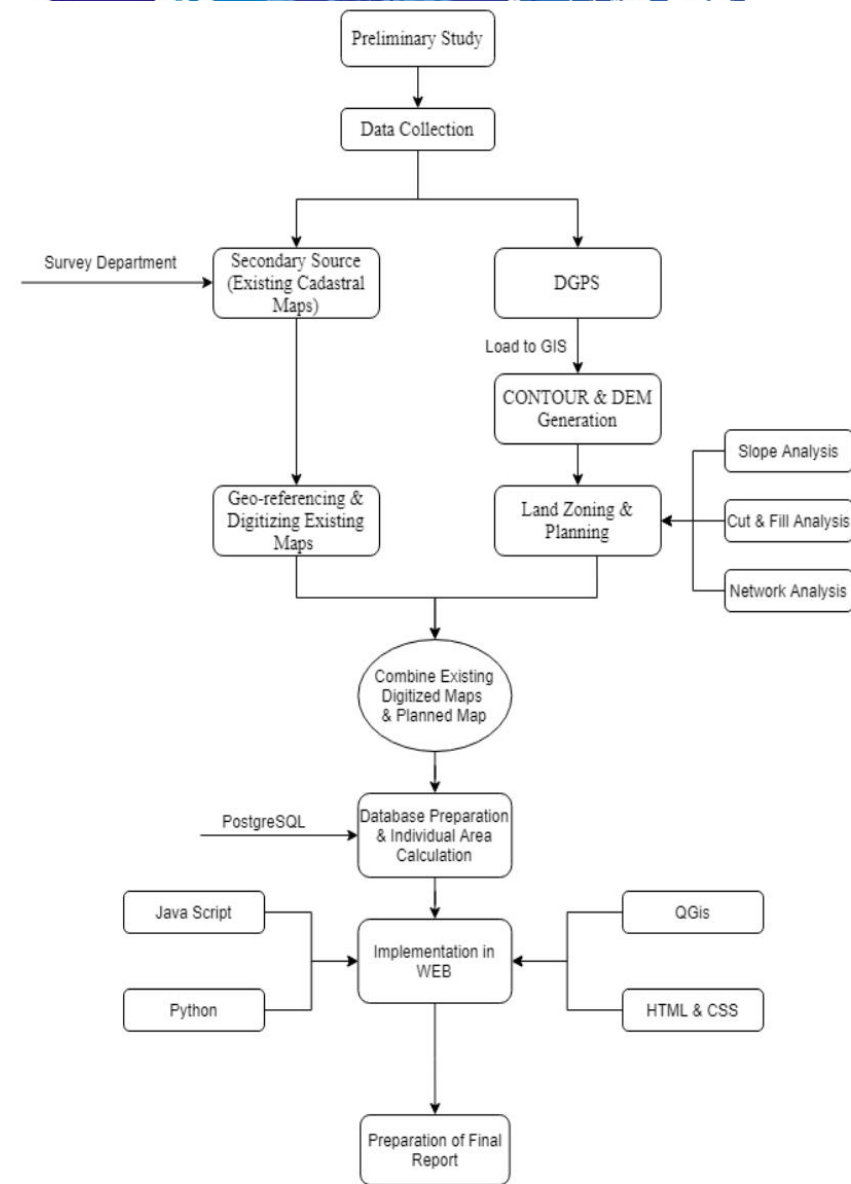 Preliminary Study
Data Collection
Survey Department
Secondary Source
(Existing Cadastral
Maps)
DGPS
Load to GIS
CONTOUR & DEM
Generation
Slope Analysis
Geo-referencing &
Digitizing Existing
Maps
Land Zoning &
Planning
Cut & Fill Analysis
Network Analysis
Combine Existing
Digitized Maps
& Planned Map
PostgreSQL
Database Preparation
& Individual Area
Calculation
Java Script
QGis
Implementation in
WEB
Python
HTML & CSS
Preparation of Final
Report